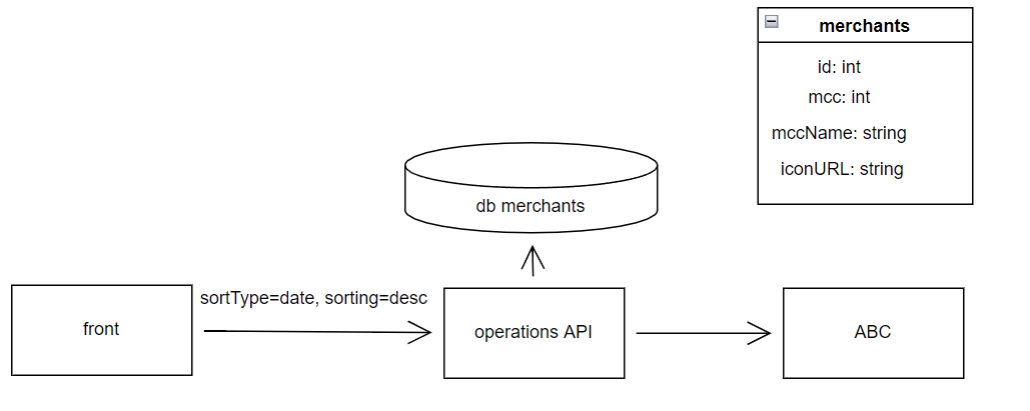 merchants
id: int
mcc: int
mccName: string
iconURL: string
db merchants
sortType=date, sorting=desc
front
operations API
ABC